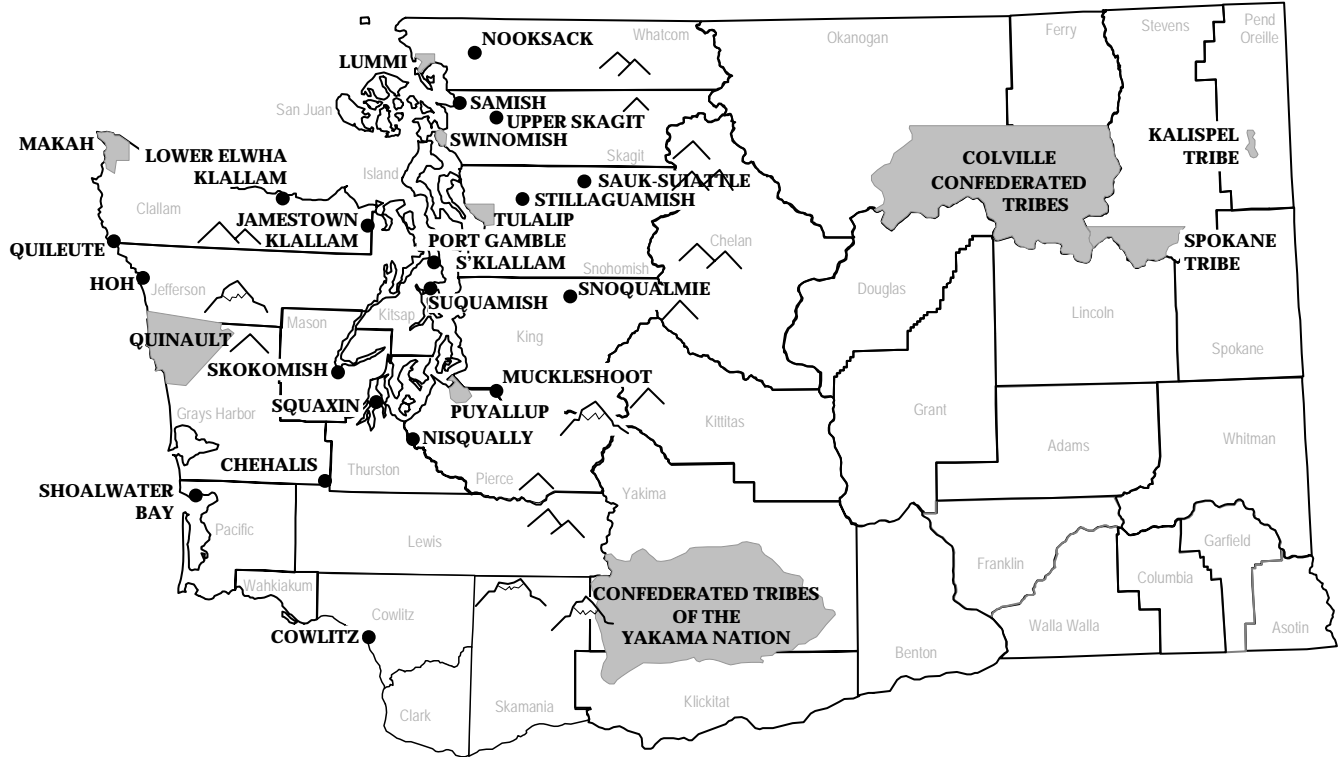 NOOKSACK
Whatcom
Okanogan
Ferry
Stevens
Pend
Oreille
LUMMI
San Juan
SAMISH
UPPER SKAGIT
SWINOMISH
Skagit
MAKAH
LOWER ELWHA
KLALLAM
Island
SAUK-SUIATTLE
STILLAGUAMISH
TULALIP
Clallam
JAMESTOWN
KLALLAM
KALISPEL
TRIBE
COLVILLE
CONFEDERATED
TRIBES
QUILEUTE
PORT GAMBLE
S'KLALLAM
Snohomish
Chelan
SPOKANE
TRIBE
HOH
Jefferson
SUQUAMISH
SNOQUALMIE
Douglas
Lincoln
QUINAULT
Mason
Kitsap
King
Spokane
SKOKOMISH
MUCKLESHOOT
SQUAXIN
PUYALLUP
Grays Harbor
Kittitas
Grant
Adams
Whitman
NISQUALLY
CHEHALIS
Thurston
Pierce
Yakima
SHOALWATER
BAY
Pacific
Lewis
Franklin
Garfield
Columbia
Wahkiakum
Cowlitz
CONFEDERATED TRIBES
OF THE
YAKAMA NATION
COWLITZ
Walla Walla
Asotin
Benton
Clark
Skamania
Klickitat